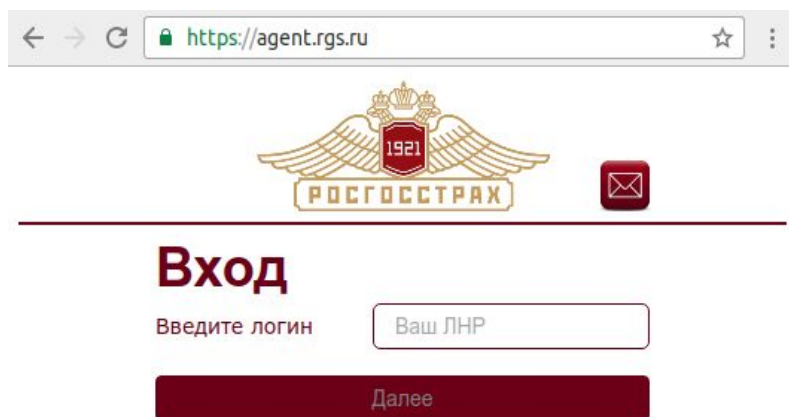 https://agent.rgs.ru
1921
РОСГОССТРАХ
Вход
Введите логин
Ваш ЛНР
Далее